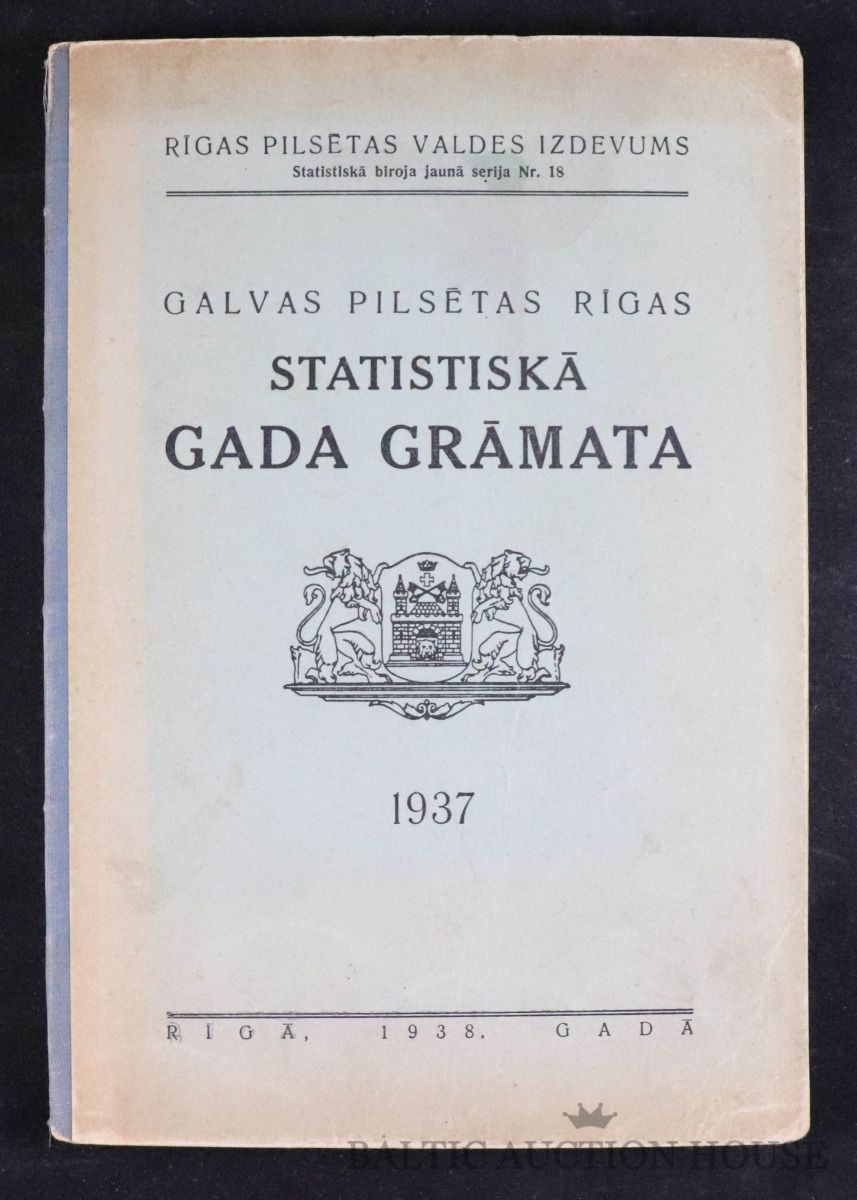 RĪGAS PILSĒTAS VALDES IZDEVUMS
Statistiskā biroja jaunā serija Nr. 18
GALVAS PILSĒTAS RĪGAS
STATISTISKĀ
GADA GRĀMATA
1937
RĪGĀ, 1938. GADĀ
BALTIC AUCTION HOUSE